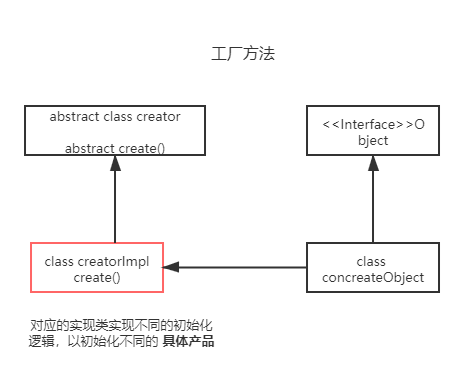 工厂方法
abstract class creator
abstract create()
<<Interface>>O
bject
class creatorImpl
create()
class
concreateObject
对应的实现类实现不同的初始化
逻辑，以初始化不同的 具体产品